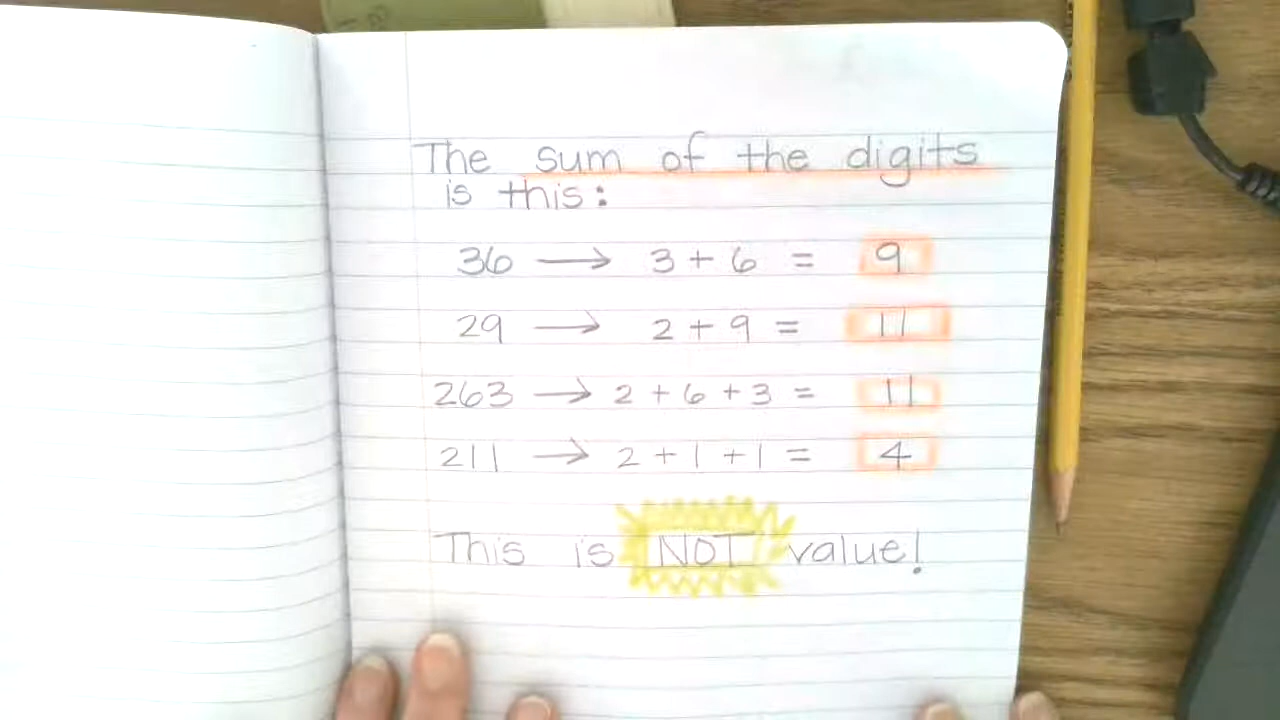 The sum of the digits
is this:
36 → 3 + 6 = 9
29 → 2 + 9 = 11
263 → 2 + 6 + 3 = 11
211 → 2 + 1 + 1 = 4
This is NOT value!